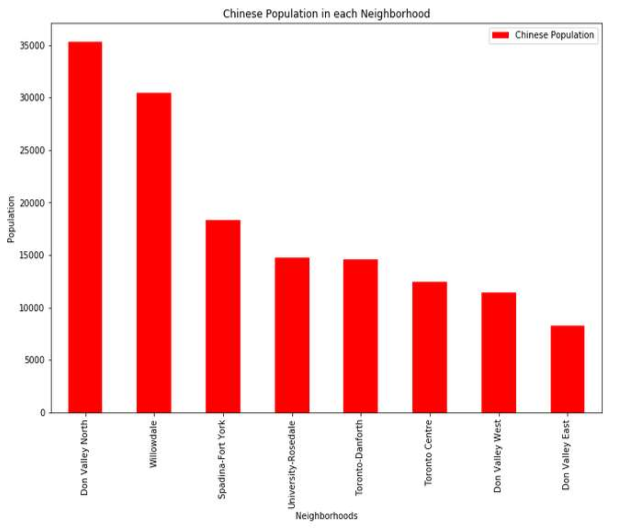 Chinese Population in each Neighborhood
Chinese Population
Population
35000
30000
25000
20000
15000
10000
5000
0
Don Valley North
Willowdale
Spadina-Fort York
University-Rosedale
Toronto-Danforth
Toronto Centre
Don Valley West
Don Valley East
Neighborhoods